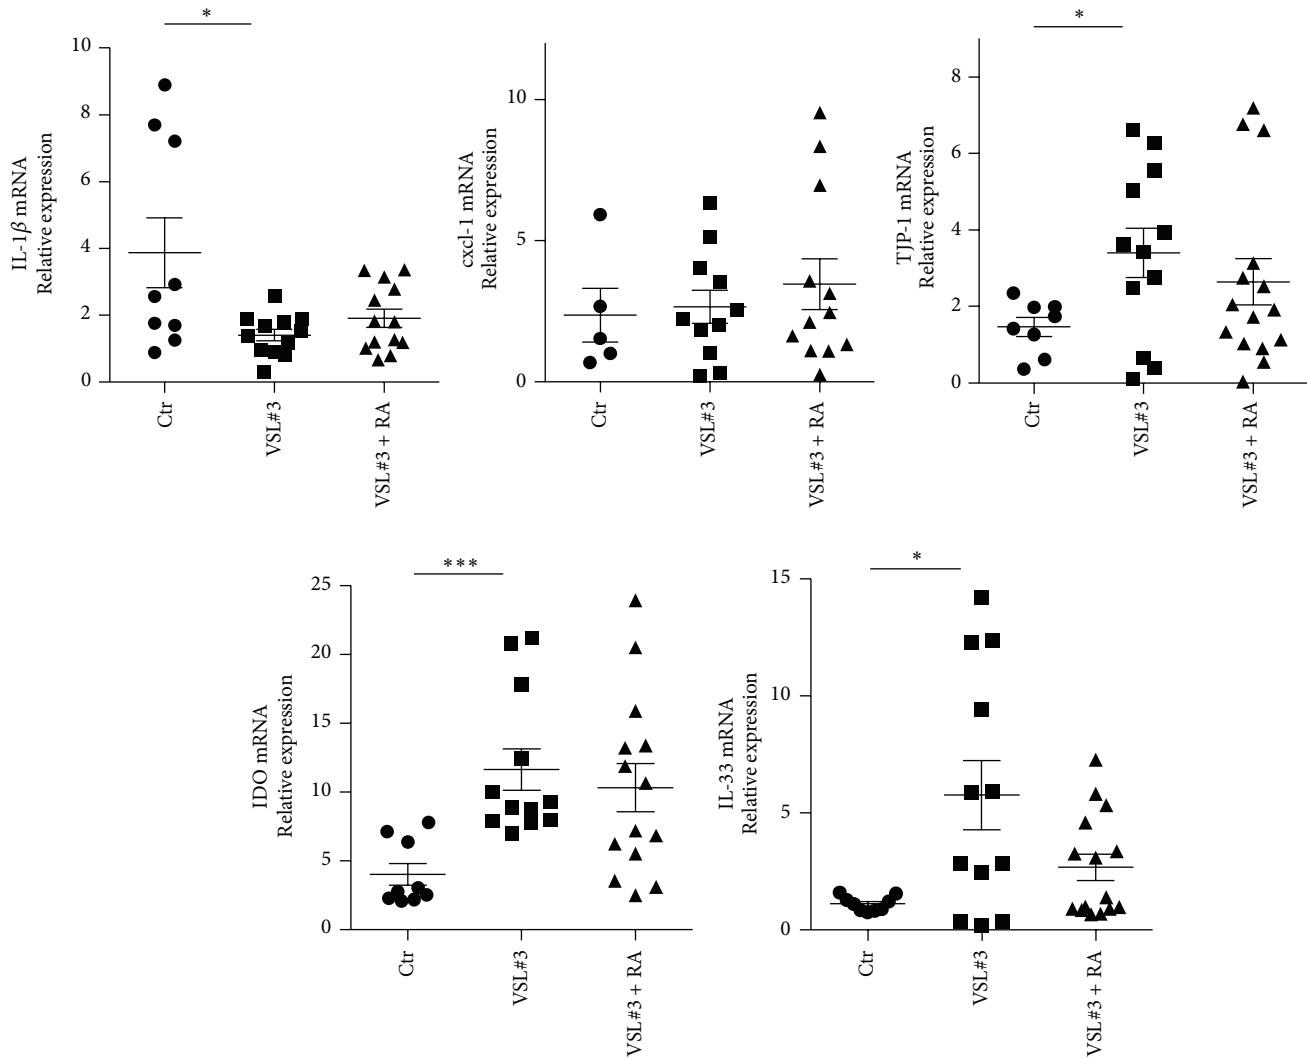 *
10
8
6
4
2
0
IL-1β mRNA
Relative expression
Ctr
VSL#3
VSL#3 + RA
10
5
0
cxcl-1 mRNA
Relative expression
Ctr
VSL#3
VSL#3 + RA
*
8
6
4
2
0
TJP-1 mRNA
Relative expression
Ctr
VSL#3
VSL#3 + RA
***
25
20
15
10
5
0
IDO mRNA
Relative expression
Ctr
VSL#3
VSL#3 + RA
*
15
10
5
0
IL-33 mRNA
Relative expression
Ctr
VSL#3
VSL#3 + RA